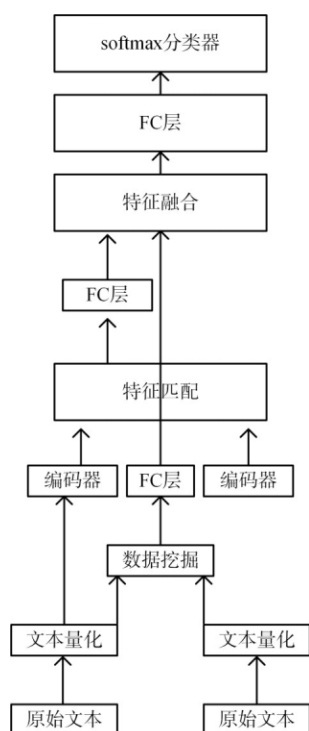 softmax分类器
FC层
特征融合
FC层
特征匹配
编码器
FC层
编码器
数据挖掘
文本量化
文本量化
原始文本
原始文本